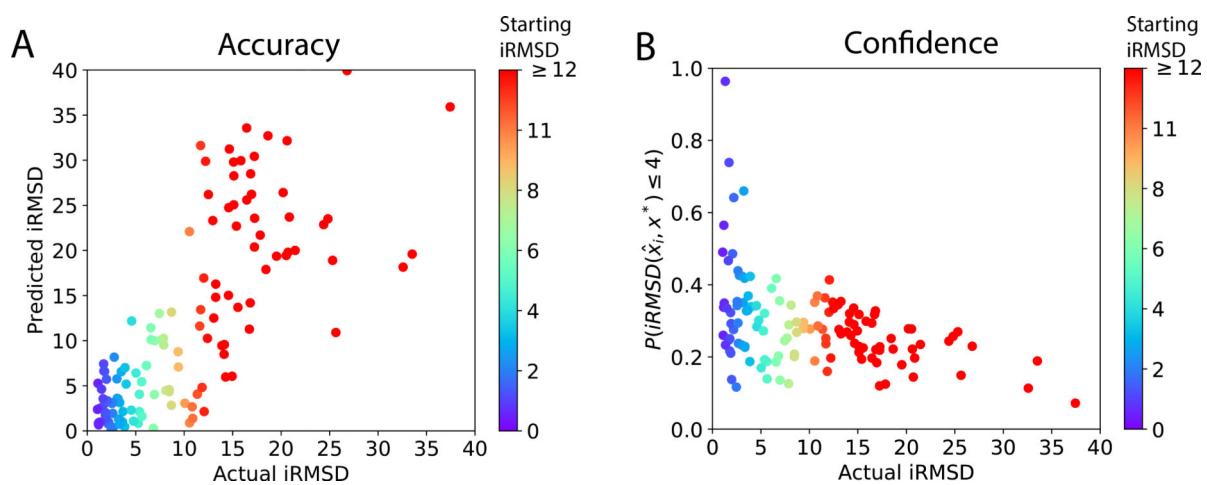 A
Accuracy
Starting
iRMSD
≥ 12
11
8
6
4
2
0
40
35
30
25
20
15
10
5
0
Predicted iRMSD
0 5 10 15 20 25 30 35 40
Actual iRMSD
B
Confidence
Starting
iRMSD
≥ 12
11
8
6
4
2
0
1.0
0.8
0.6
0.4
0.2
0.0
P(iRMSD(x̂ᵢ, x*) ≤ 4)
0 5 10 15 20 25 30 35 40
Actual iRMSD